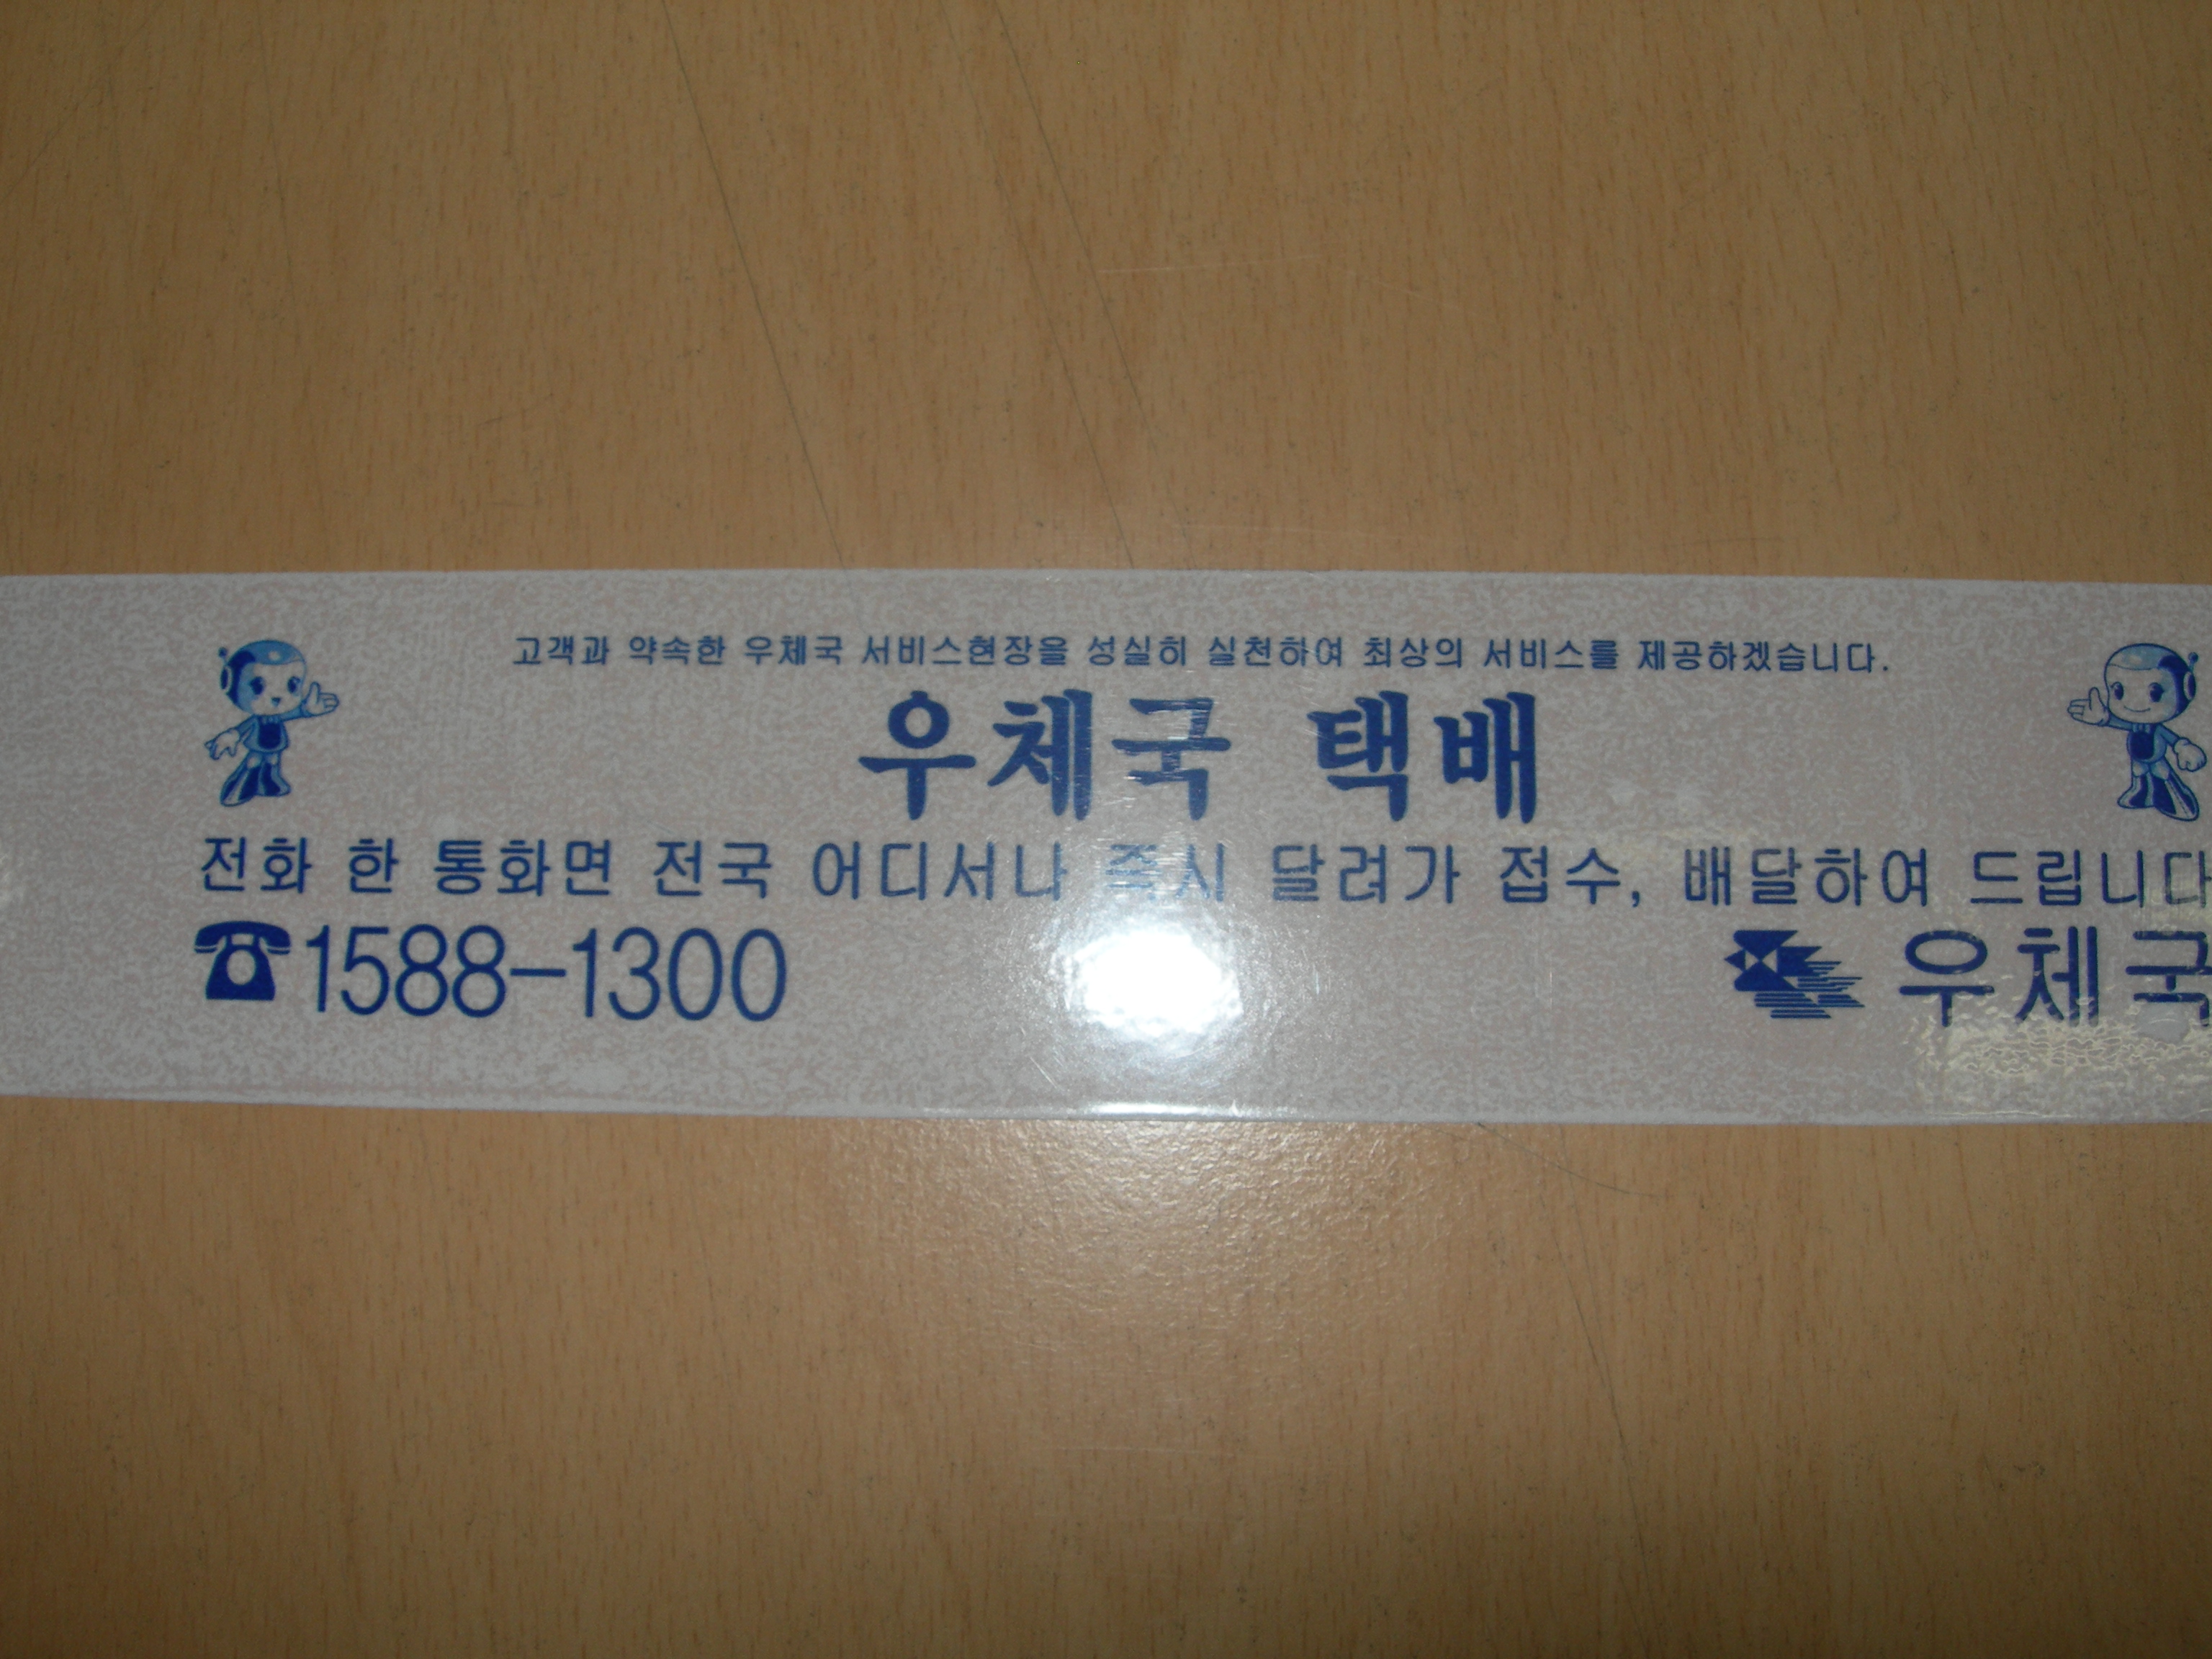 고객과 약속한 우체국 서비스현장을 성실히 실천하여 최상의 서비스를 제공하겠습니다.
우체국 택배
전화 한 통화면 전국 어디서나 즉시 달려가 접수, 배달하여 드립니다
☎1588-1300
우체국